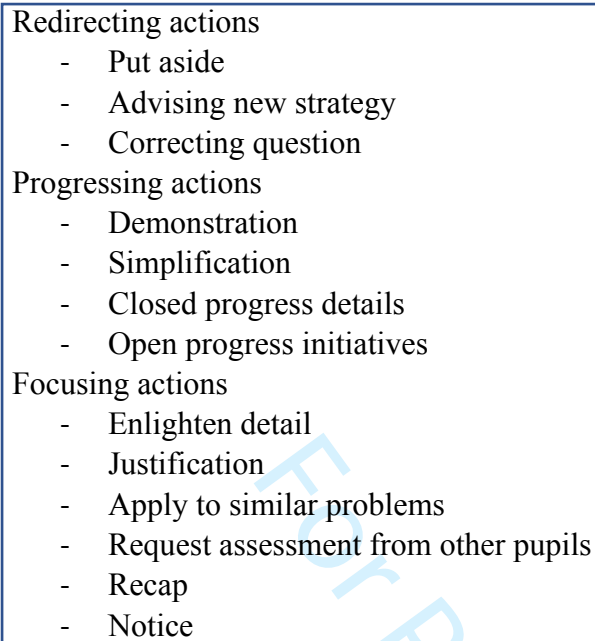 Redirecting actions
- Put aside
- Advising new strategy
- Correcting question
Progressing actions
- Demonstration
- Simplification
- Closed progress details
- Open progress initiatives
Focusing actions
- Enlighten detail
- Justification
- Apply to similar problems
- Request assessment from other pupils
- Recap
- Notice
For